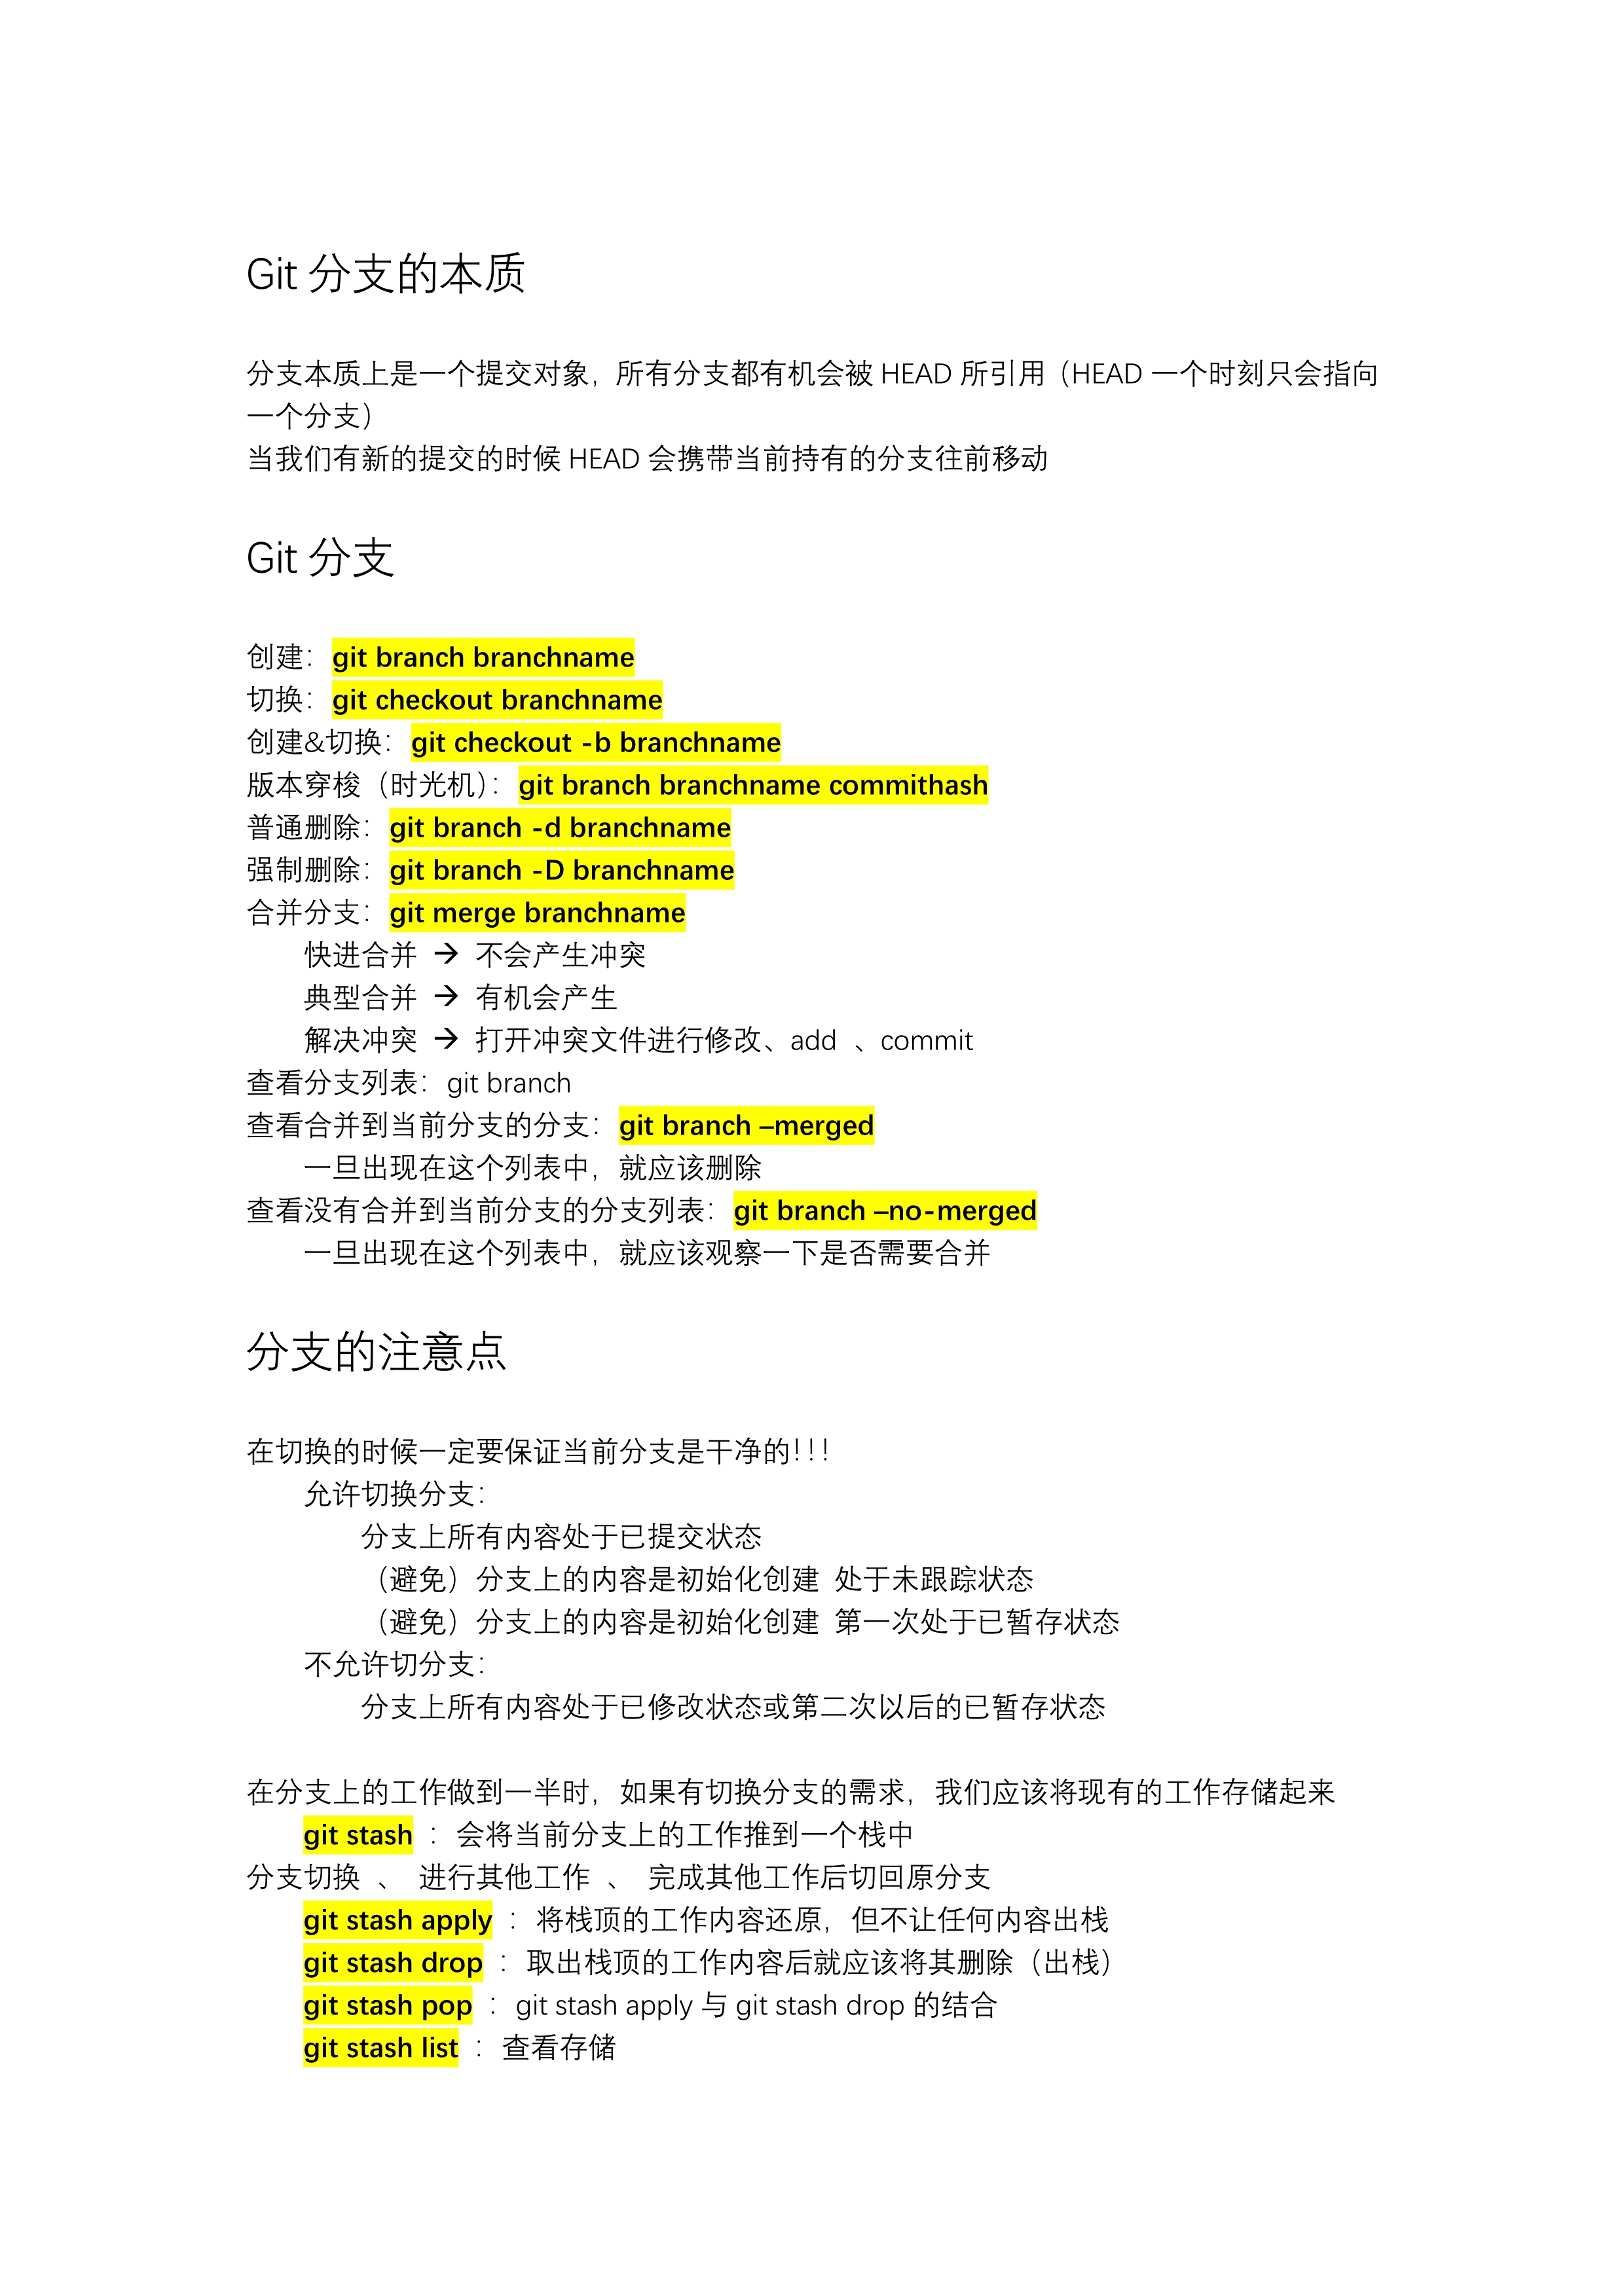 Git 分支的本质
分支本质上是一个提交对象，所有分支都有机会被 HEAD 所引用（HEAD 一个时刻只会指向
一个分支）
当我们有新的提交的时候 HEAD 会携带当前持有的分支往前移动
Git 分支
创建：git branch branchname
切换：git checkout branchname
创建&切换：git checkout -b branchname
版本穿梭（时光机）：git branch branchname commithash
普通删除：git branch -d branchname
强制删除：git branch -D branchname
合并分支：git merge branchname
快进合并 → 不会产生冲突
典型合并 → 有机会产生
解决冲突 → 打开冲突文件进行修改、add 、commit
查看分支列表：git branch
查看合并到当前分支的分支：git branch –merged
一旦出现在这个列表中，就应该删除
查看没有合并到当前分支的分支列表：git branch –no-merged
一旦出现在这个列表中，就应该观察一下是否需要合并
分支的注意点
在切换的时候一定要保证当前分支是干净的！！！
允许切换分支：
分支上所有内容处于已提交状态
（避免）分支上的内容是初始化创建 处于未跟踪状态
（避免）分支上的内容是初始化创建 第一次处于已暂存状态
不允许切分支：
分支上所有内容处于已修改状态或第二次以后的已暂存状态
在分支上的工作做到一半时，如果有切换分支的需求，我们应该将现有的工作存储起来
git stash ：会将当前分支上的工作推到一个栈中
分支切换 、 进行其他工作 、 完成其他工作后切回原分支
git stash apply ：将栈顶的工作内容还原，但不让任何内容出栈
git stash drop ：取出栈顶的工作内容后就应该将其删除（出栈）
git stash pop ：git stash apply 与 git stash drop 的结合
git stash list ：查看存储